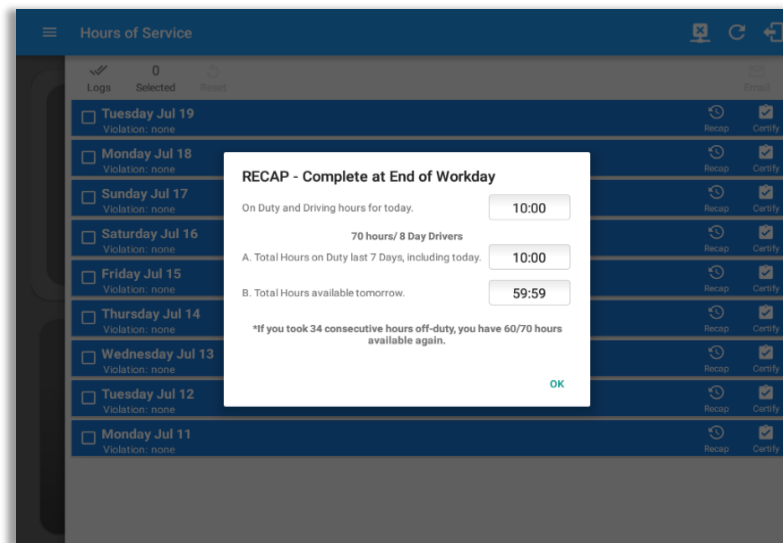 Hours of Service
Logs
0
Selected
Reset
Email
Tuesday Jul 19
Violation: none
Recap
Certify
Monday Jul 18
Violation: none
Recap
Certify
Sunday Jul 17
Violation: none
Recap
Certify
Saturday Jul 16
Violation: none
Recap
Certify
Friday Jul 15
Violation: none
Recap
Certify
Thursday Jul 14
Violation: none
Recap
Certify
Wednesday Jul 13
Violation: none
Recap
Certify
Tuesday Jul 12
Violation: none
Recap
Certify
Monday Jul 11
Violation: none
Recap
Certify
RECAP - Complete at End of Workday
On Duty and Driving hours for today. 10:00
70 hours/ 8 Day Drivers
A. Total Hours on Duty last 7 Days, including today. 10:00
B. Total Hours available tomorrow. 59:59
*If you took 34 consecutive hours off-duty, you have 60/70 hours
available again.
OK